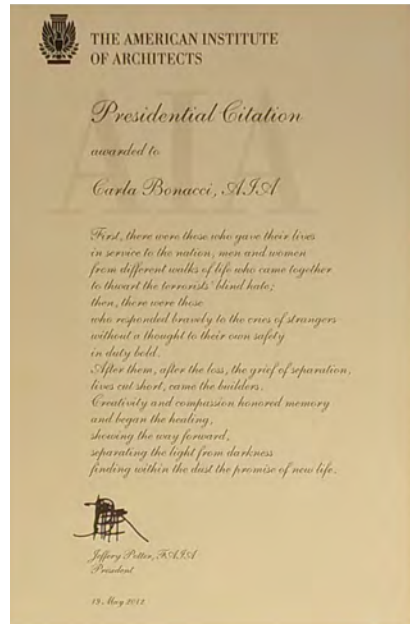 THE AMERICAN INSTITUTE
OF ARCHITECTS
AIA
Presidential Citation
awarded to
Carla Bonacci, AIA
First, there were those who gave their lives
in service to the nation, men and women
from different walks of life who came together
to thwart the terrorists' blind hate;
then, there were those
who responded bravely to the cries of strangers
without a thought to their own safety
in duty bold.
After them, after the loss, the grief of separation,
lives cut short, came the builders.
Creativity and compassion honored memory
and began the healing,
showing the way forward,
separating the light from darkness
finding within the dust the promise of new life.
Jeffery Potter, FAIA
President
May 2012